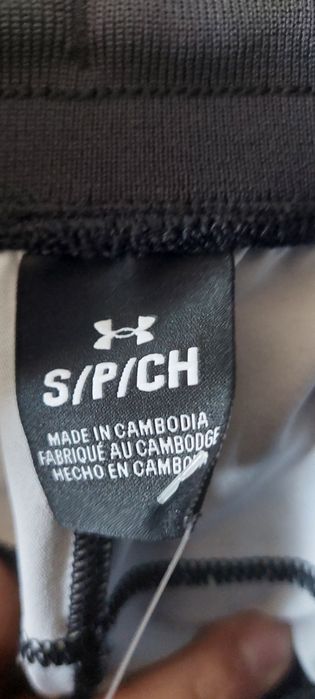 S/P/CH
MADE IN CAMBODIA
FABRIQUÉ AU CAMBODGE
HECHO EN